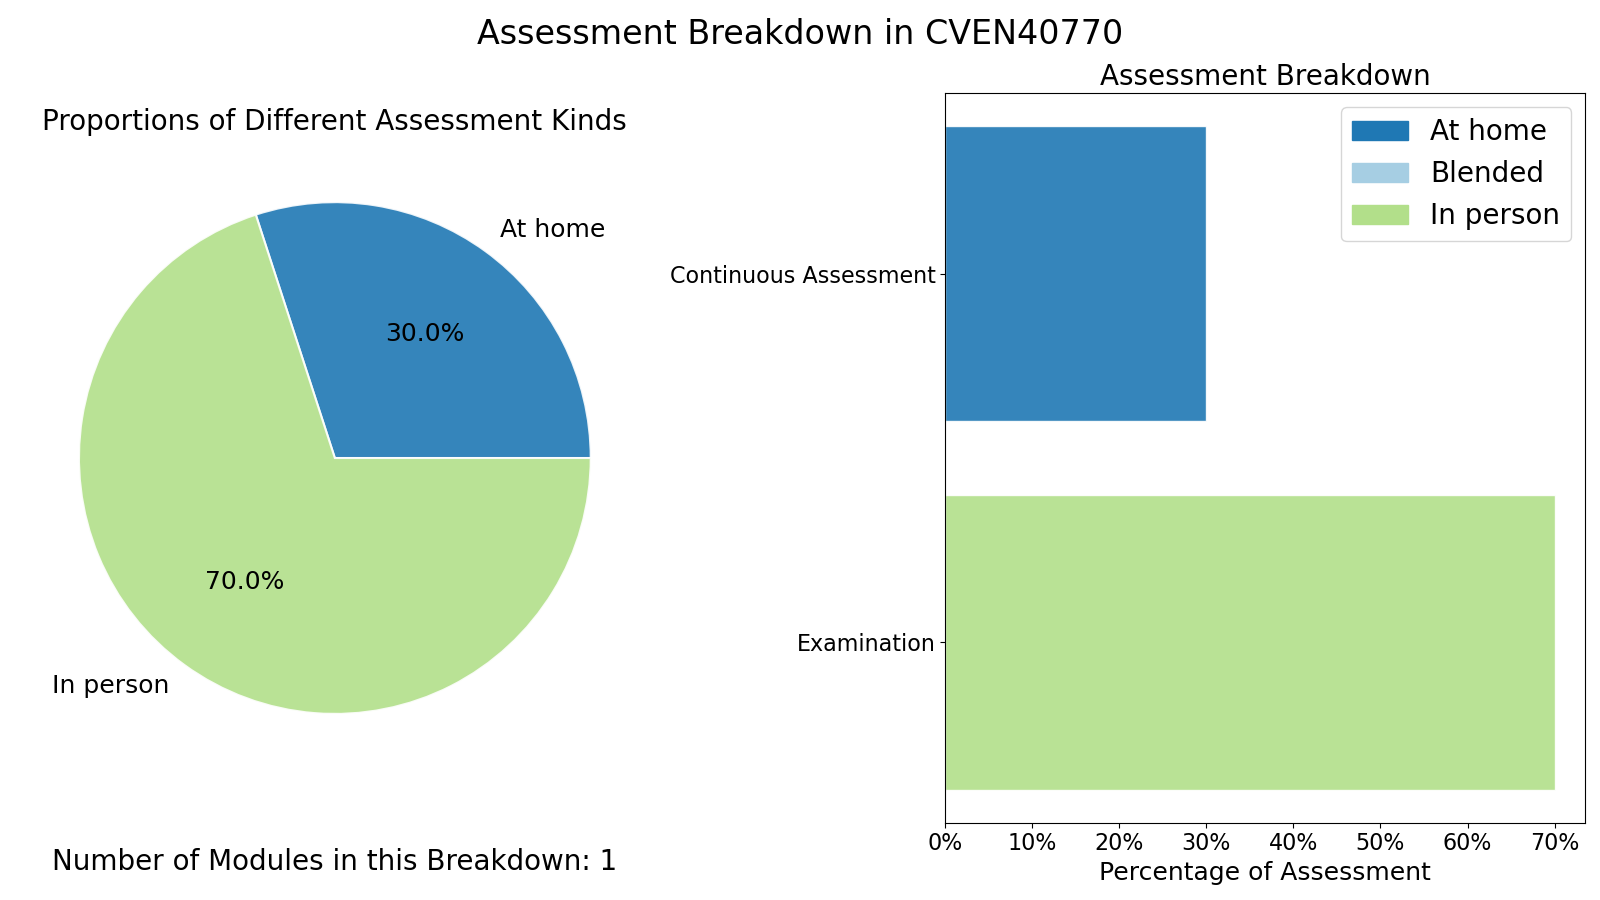 Assessment Breakdown in CVEN40770
Proportions of Different Assessment Kinds
At home
30.0%
70.0%
In person
Number of Modules in this Breakdown: 1
Assessment Breakdown
At home
Blended
In person
Continuous Assessment
Examination
0% 10% 20% 30% 40% 50% 60% 70%
Percentage of Assessment